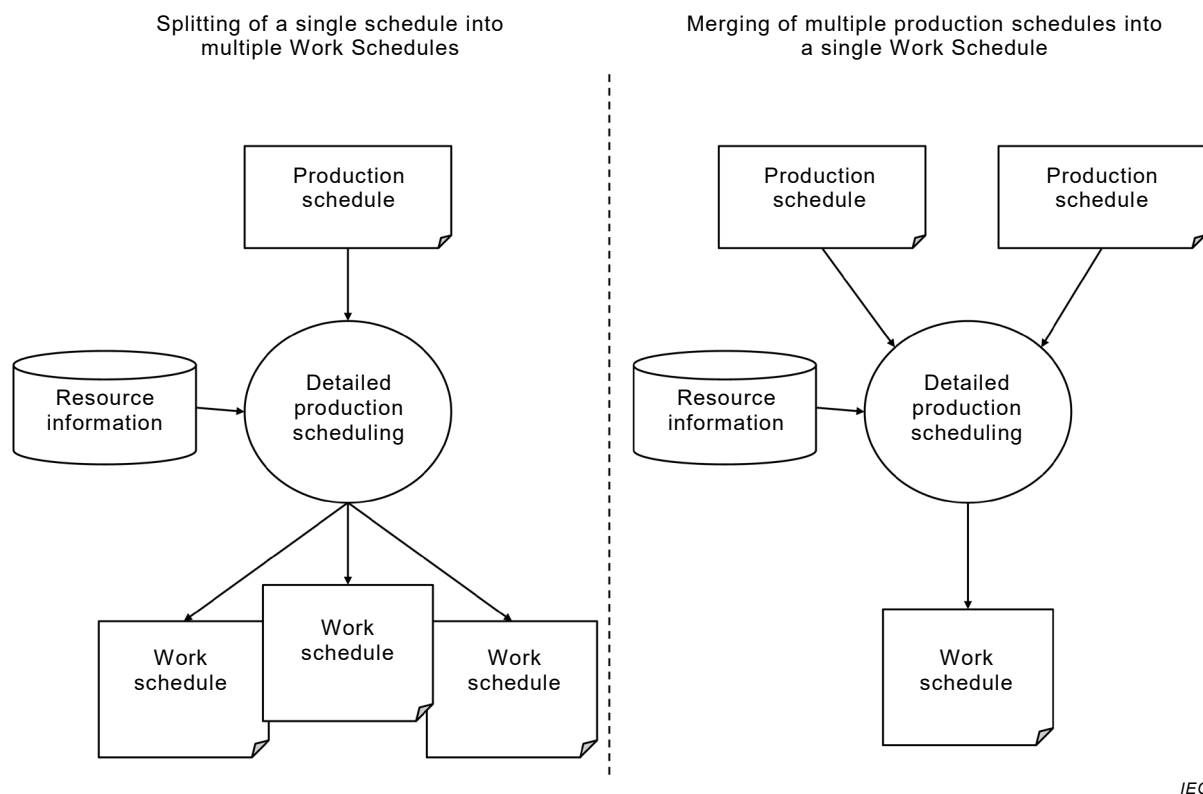 Splitting of a single schedule into
multiple Work Schedules
Merging of multiple production schedules into
a single Work Schedule
Production
schedule
Production
schedule
Production
schedule
Resource
information
Detailed
production
scheduling
Resource
information
Detailed
production
scheduling
Work
schedule
Work
schedule
Work
schedule
Work
schedule
IEC